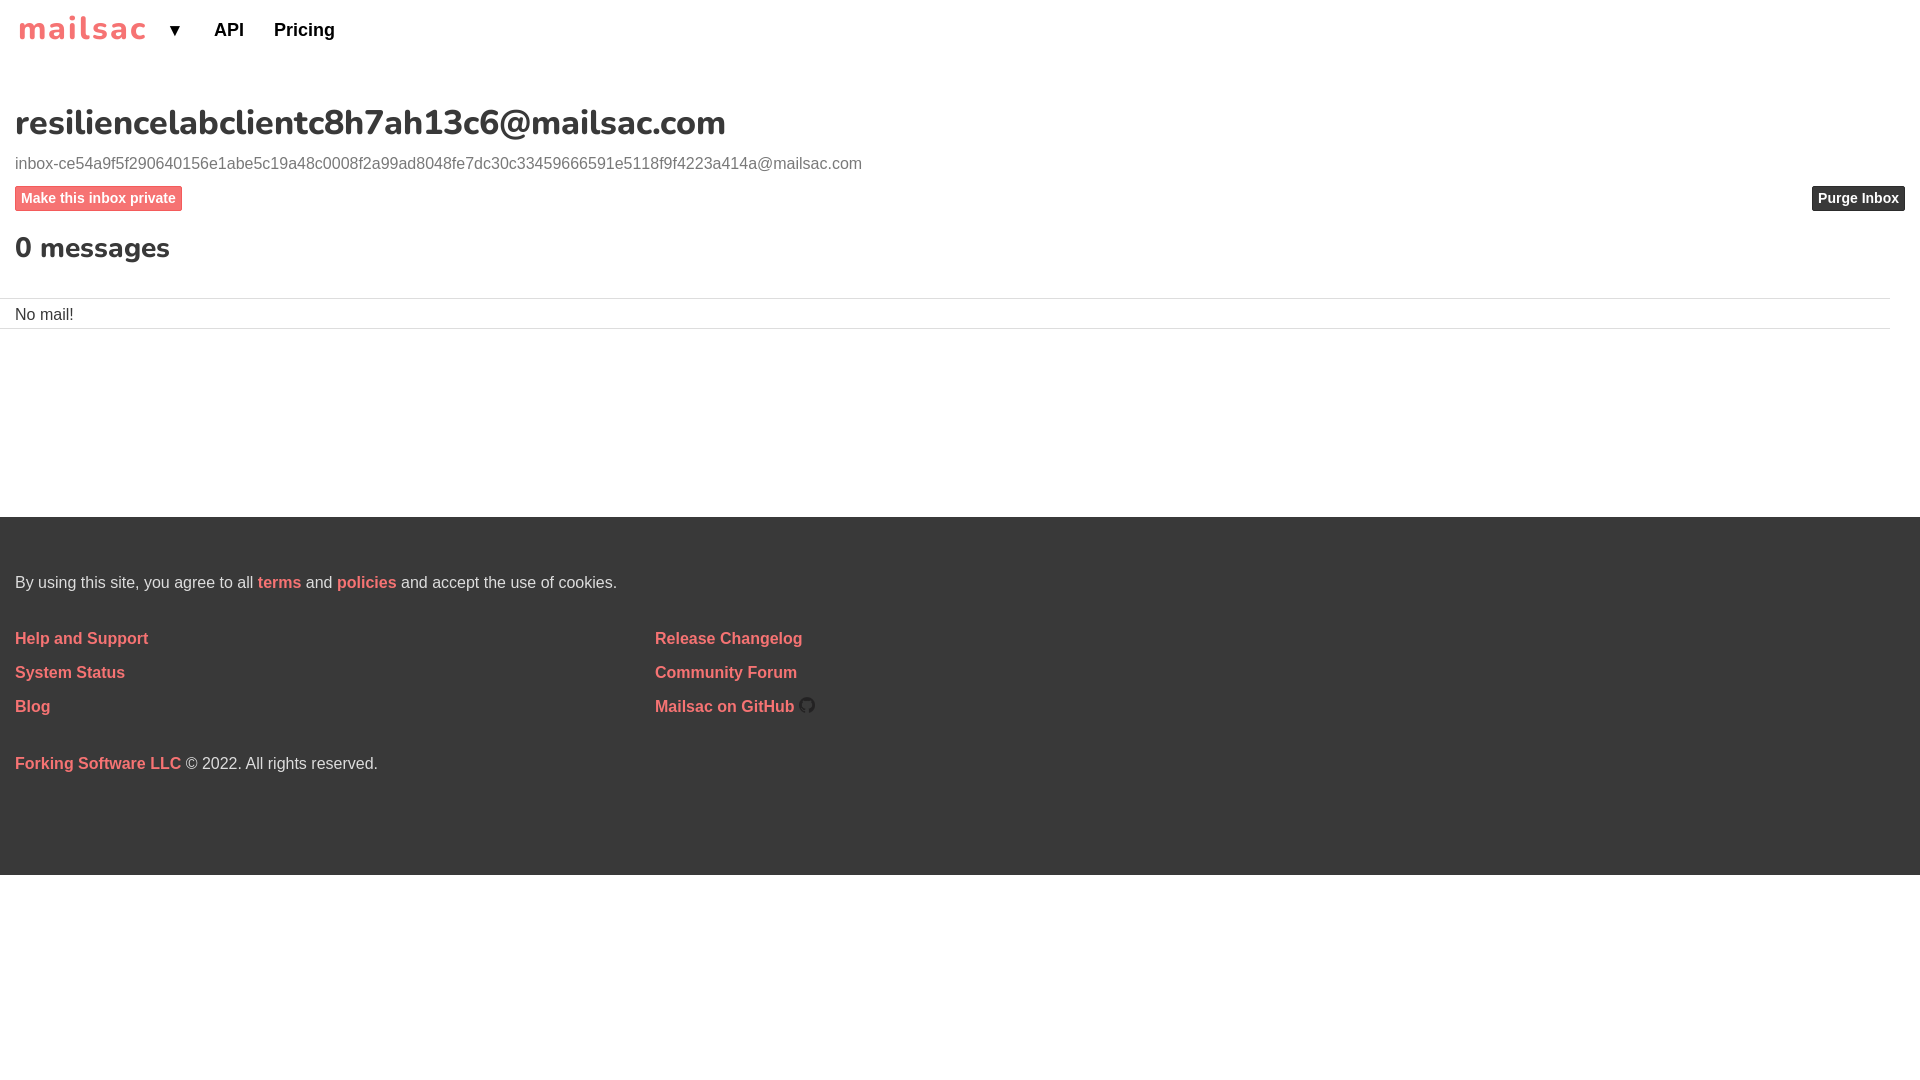 mailsac ▼ API Pricing
resiliencelabclientc8h7ah13c6@mailsac.com
inbox-ce54a9f5f290640156e1abe5c19a48c0008f2a99ad8048fe7dc30c33459666591e5118f9f4223a414a@mailsac.com
Make this inbox private Purge Inbox
0 messages
No mail!
By using this site, you agree to all terms and policies and accept the use of cookies.
Help and Support
System Status
Blog
Release Changelog
Community Forum
Mailsac on GitHub
Forking Software LLC © 2022. All rights reserved.